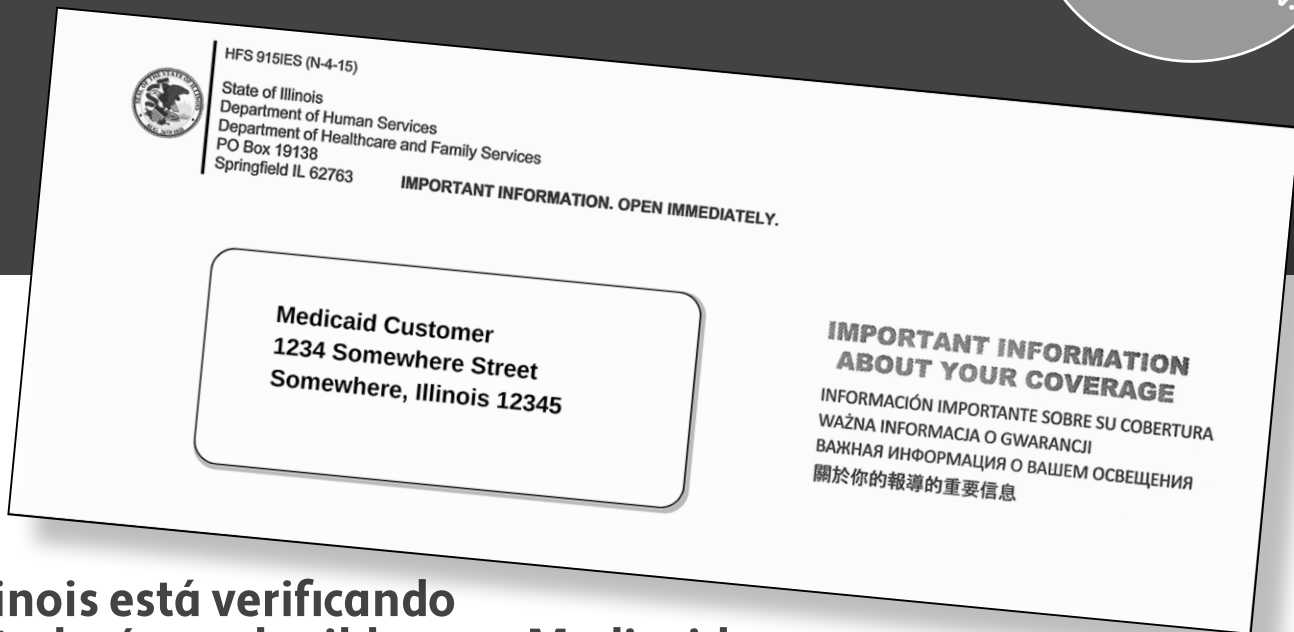 HFS 915IES (N-4-15)
State of Illinois
Department of Human Services
Department of Healthcare and Family Services
PO Box 19138
Springfield IL 62763
IMPORTANT INFORMATION. OPEN IMMEDIATELY.
Medicaid Customer
1234 Somewhere Street
Somewhere, Illinois 12345
IMPORTANT INFORMATION
ABOUT YOUR COVERAGE
INFORMACIÓN IMPORTANTE SOBRE SU COBERTURA
WAŻNA INFORMACJA O GWARANCJI
ВАЖНАЯ ИНФОРМАЦИЯ О ВАШЕМ ОСВЕЩЕНИЯ
關於你的報導的重要信息
inois está verificando